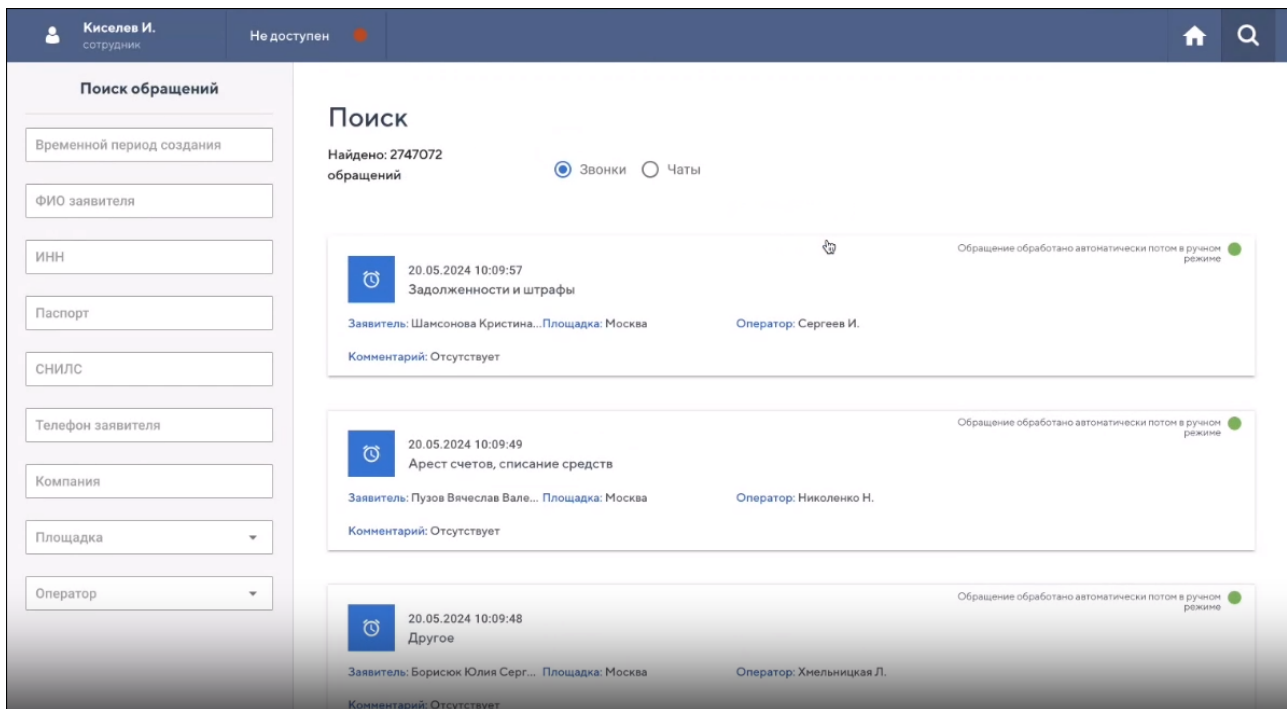 Киселев И.
сотрудник
Не доступен
Поиск обращений
Временной период создания
ФИО заявителя
ИНН
Паспорт
СНИЛС
Телефон заявителя
Компания
Площадка
Оператор
Поиск
Найдено: 2747072
обращений
Звонки
Чаты
Обращение обработано автоматически потом в ручном
режиме
20.05.2024 10:09:57
Задолженности и штрафы
Заявитель: Шамсонова Кристина... Площадка: Москва Оператор: Сергеев И.
Комментарий: Отсутствует
Обращение обработано автоматически потом в ручном
режиме
20.05.2024 10:09:49
Арест счетов, списание средств
Заявитель: Пузов Вячеслав Вале... Площадка: Москва Оператор: Николенко Н.
Комментарий: Отсутствует
Обращение обработано автоматически потом в ручном
режиме
20.05.2024 10:09:48
Другое
Заявитель: Борисюк Юлия Серг... Площадка: Москва Оператор: Хмельницкая Л.
Комментарий: Отсутствует